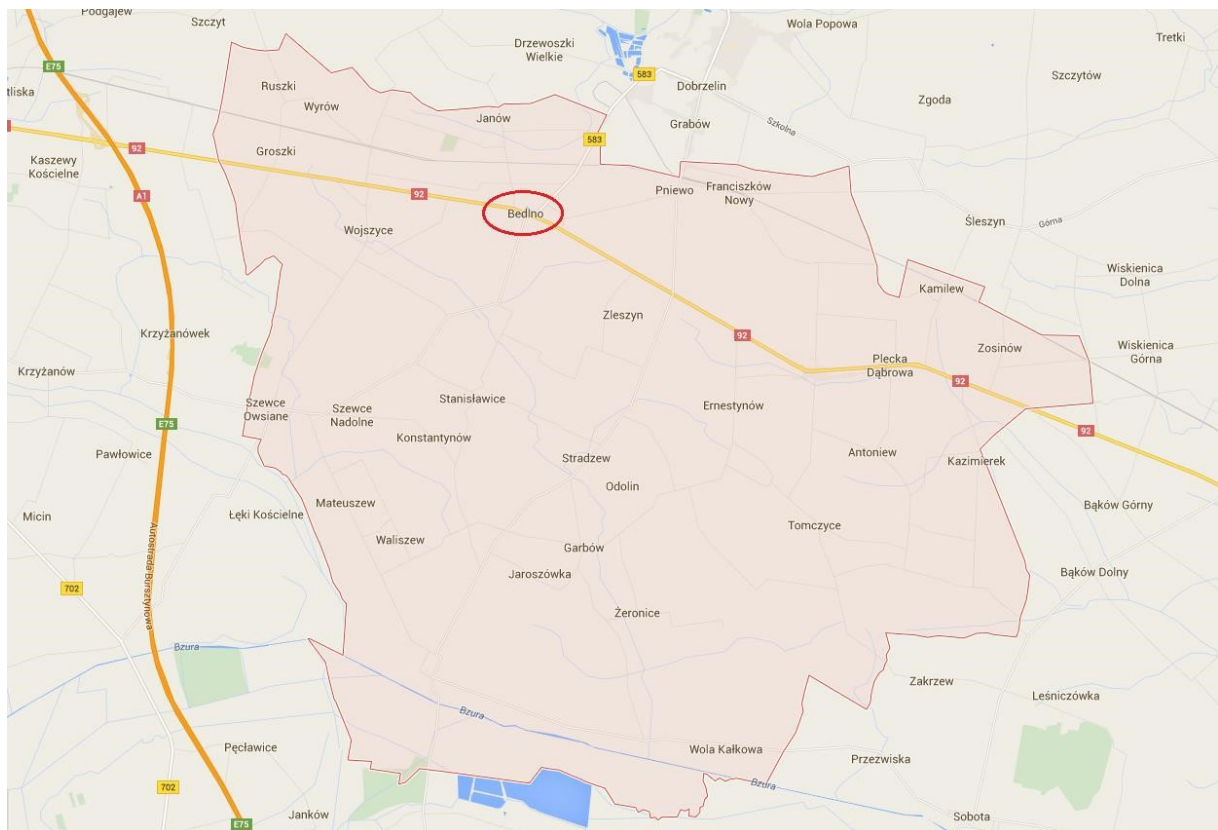 Podgajew
Szczyt
Wola Popowa
Drzewoszki
Wielkie
Tretki
E75
583
Szczytów
Ruszki
Dobrzelin
Zgoda
Wyrów
Janów
Grabów
Szkolna
92
583
Groszki
Kaszewy
Kościelne
A1
92
Pniewo
Franciszków
Nowy
Bedlno
Wojszyce
Śleszyn
Górna
Wiskienica
Dolna
Kamilew
Zleszyn
Krzyżanówek
92
Zosinów
Wiskienica
Górna
Plecka
Dąbrowa
Krzyżanów
92
Szewce
Owsiane
Szewce
Nadolne
Stanisławice
Ernestynów
E75
Konstantynów
92
Pawłowice
Stradzew
Antoniew
Kazimierek
Odolin
Mateuszew
Łęki Kościelne
Micin
Bąków Górny
Tomczyce
Waliszew
Garbów
Autostrada Bursztynowa
Jaroszówka
Bąków Dolny
702
Żeronice
Bzura
Zakrzew
Leśniczówka
Bzura
Pęcławice
Wola Kałkowa
Przezwiska
702
Bzura
Janków
Sobota
E75